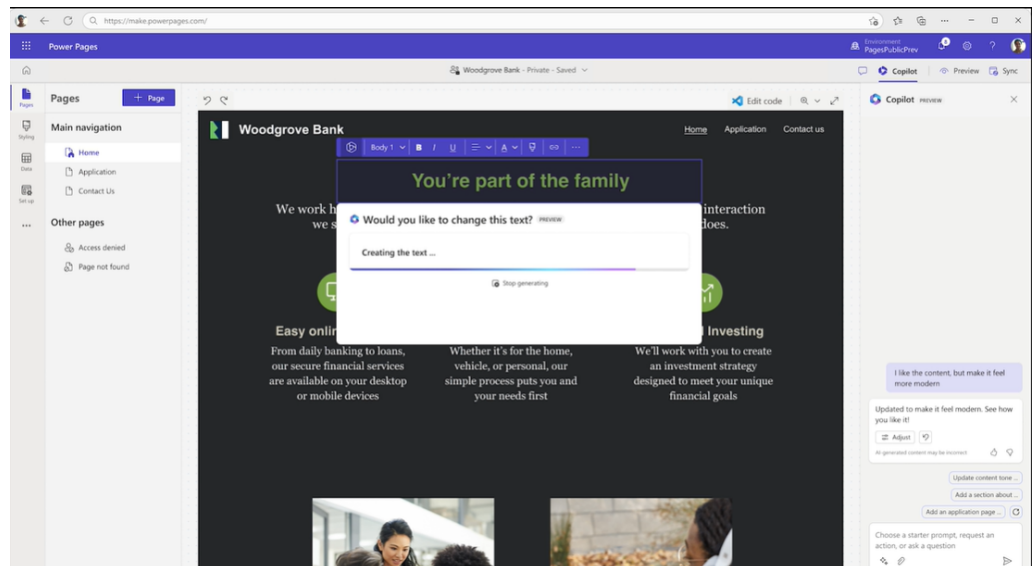 https://make.powerpages.com/
Power Pages
Environment
PagesPublicPrev
Woodgrove Bank - Private - Saved
Copilot
Preview
Sync
Pages
Styling
Data
Set up
Pages
+ Page
Main navigation
Home
Application
Contact Us
Other pages
Access denied
Page not found
Edit code
Woodgrove Bank
Home
Application
Contact us
Body 1
B
I
U
A
You're part of the family
We work h
interaction
we s
does.
Would you like to change this text? PREVIEW
Creating the text ...
Stop generating
Easy onlin
From daily banking to loans,
our secure financial services
are available on your desktop
or mobile devices
Whether it's for the home,
vehicle, or personal, our
simple process puts you and
your needs first
Investing
We'll work with you to create
an investment strategy
designed to meet your unique
financial goals
Copilot PREVIEW
I like the content, but make it feel
more modern
Updated to make it feel modern. See how
you like it!
Adjust
AI-generated content may be incorrect
Update content tone ...
Add a section about ...
Add an application page ...
Choose a starter prompt, request an
action, or ask a question